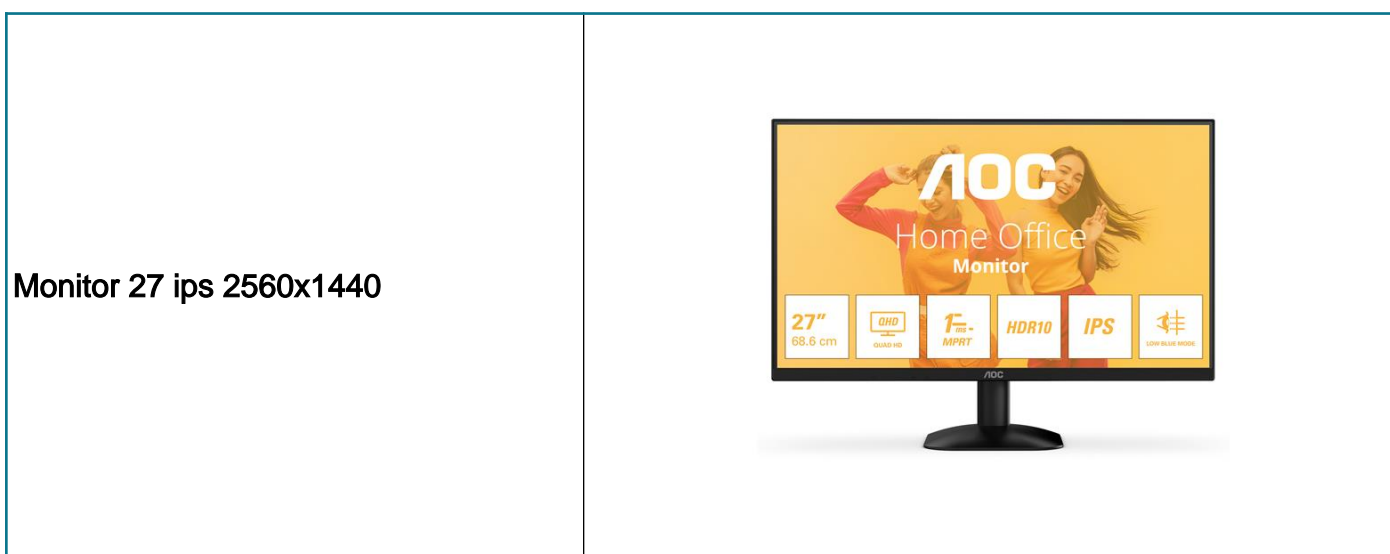 Monitor 27 ips 2560x1440
AOC
Home Office
Monitor
27"
68.6 cm
QHD
QUAD HD
1ms
MPRT
HDR10
IPS
LOW BLUE MODE
AOC